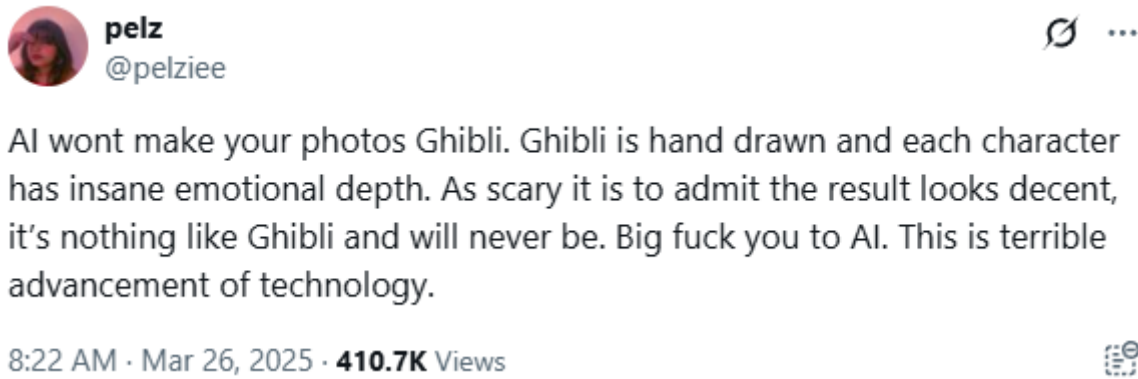 pelz
@pelziee
AI wont make your photos Ghibli. Ghibli is hand drawn and each character
has insane emotional depth. As scary it is to admit the result looks decent,
it’s nothing like Ghibli and will never be. Big fuck you to AI. This is terrible
advancement of technology.
8:22 AM · Mar 26, 2025 · 410.7K Views